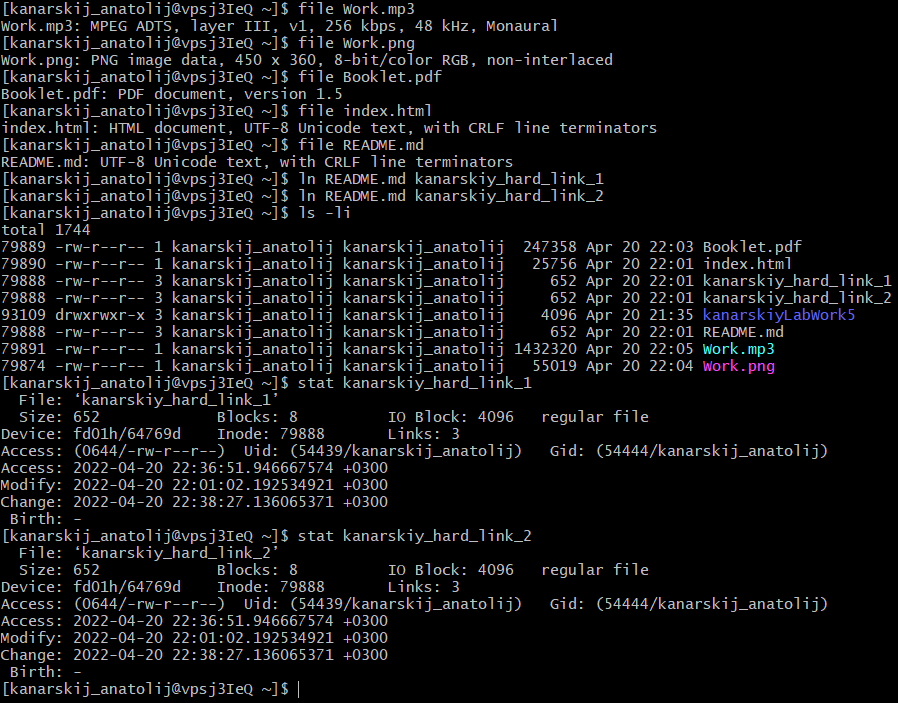 [kanarskij_anatolij@vpsj3IeQ ~]$ file Work.mp3
Work.mp3: MPEG ADTS, layer III, v1, 256 kbps, 48 kHz, Monaural
[kanarskij_anatolij@vpsj3IeQ ~]$ file Work.png
Work.png: PNG image data, 450 x 360, 8-bit/color RGB, non-interlaced
[kanarskij_anatolij@vpsj3IeQ ~]$ file Booklet.pdf
Booklet.pdf: PDF document, version 1.5
[kanarskij_anatolij@vpsj3IeQ ~]$ file index.html
index.html: HTML document, UTF-8 Unicode text, with CRLF line terminators
[kanarskij_anatolij@vpsj3IeQ ~]$ file README.md
README.md: UTF-8 Unicode text, with CRLF line terminators
[kanarskij_anatolij@vpsj3IeQ ~]$ ln README.md kanarskiy_hard_link_1
[kanarskij_anatolij@vpsj3IeQ ~]$ ln README.md kanarskiy_hard_link_2
[kanarskij_anatolij@vpsj3IeQ ~]$ ls -li
total 1744
79889 -rw-r--r-- 1 kanarskij_anatolij kanarskij_anatolij  247358 Apr 20 22:03 Booklet.pdf
79890 -rw-r--r-- 1 kanarskij_anatolij kanarskij_anatolij   25756 Apr 20 22:01 index.html
79888 -rw-r--r-- 3 kanarskij_anatolij kanarskij_anatolij     652 Apr 20 22:01 kanarskiy_hard_link_1
79888 -rw-r--r-- 3 kanarskij_anatolij kanarskij_anatolij     652 Apr 20 22:01 kanarskiy_hard_link_2
93109 drwxrwxr-x 3 kanarskij_anatolij kanarskij_anatolij    4096 Apr 20 21:35 kanarskiyLabWork5
79888 -rw-r--r-- 3 kanarskij_anatolij kanarskij_anatolij     652 Apr 20 22:01 README.md
79891 -rw-r--r-- 1 kanarskij_anatolij kanarskij_anatolij 1432320 Apr 20 22:05 Work.mp3
79874 -rw-r--r-- 1 kanarskij_anatolij kanarskij_anatolij   55019 Apr 20 22:04 Work.png
[kanarskij_anatolij@vpsj3IeQ ~]$ stat kanarskiy_hard_link_1
  File: ‘kanarskiy_hard_link_1’
  Size: 652             Blocks: 8          IO Block: 4096   regular file
Device: fd01h/64769d    Inode: 79888       Links: 3
Access: (0644/-rw-r--r--)  Uid: (54439/kanarskij_anatolij)   Gid: (54444/kanarskij_anatolij)
Access: 2022-04-20 22:36:51.946667574 +0300
Modify: 2022-04-20 22:01:02.192534921 +0300
Change: 2022-04-20 22:38:27.136065371 +0300
 Birth: -
[kanarskij_anatolij@vpsj3IeQ ~]$ stat kanarskiy_hard_link_2
  File: ‘kanarskiy_hard_link_2’
  Size: 652             Blocks: 8          IO Block: 4096   regular file
Device: fd01h/64769d    Inode: 79888       Links: 3
Access: (0644/-rw-r--r--)  Uid: (54439/kanarskij_anatolij)   Gid: (54444/kanarskij_anatolij)
Access: 2022-04-20 22:36:51.946667574 +0300
Modify: 2022-04-20 22:01:02.192534921 +0300
Change: 2022-04-20 22:38:27.136065371 +0300
 Birth: -
[kanarskij_anatolij@vpsj3IeQ ~]$